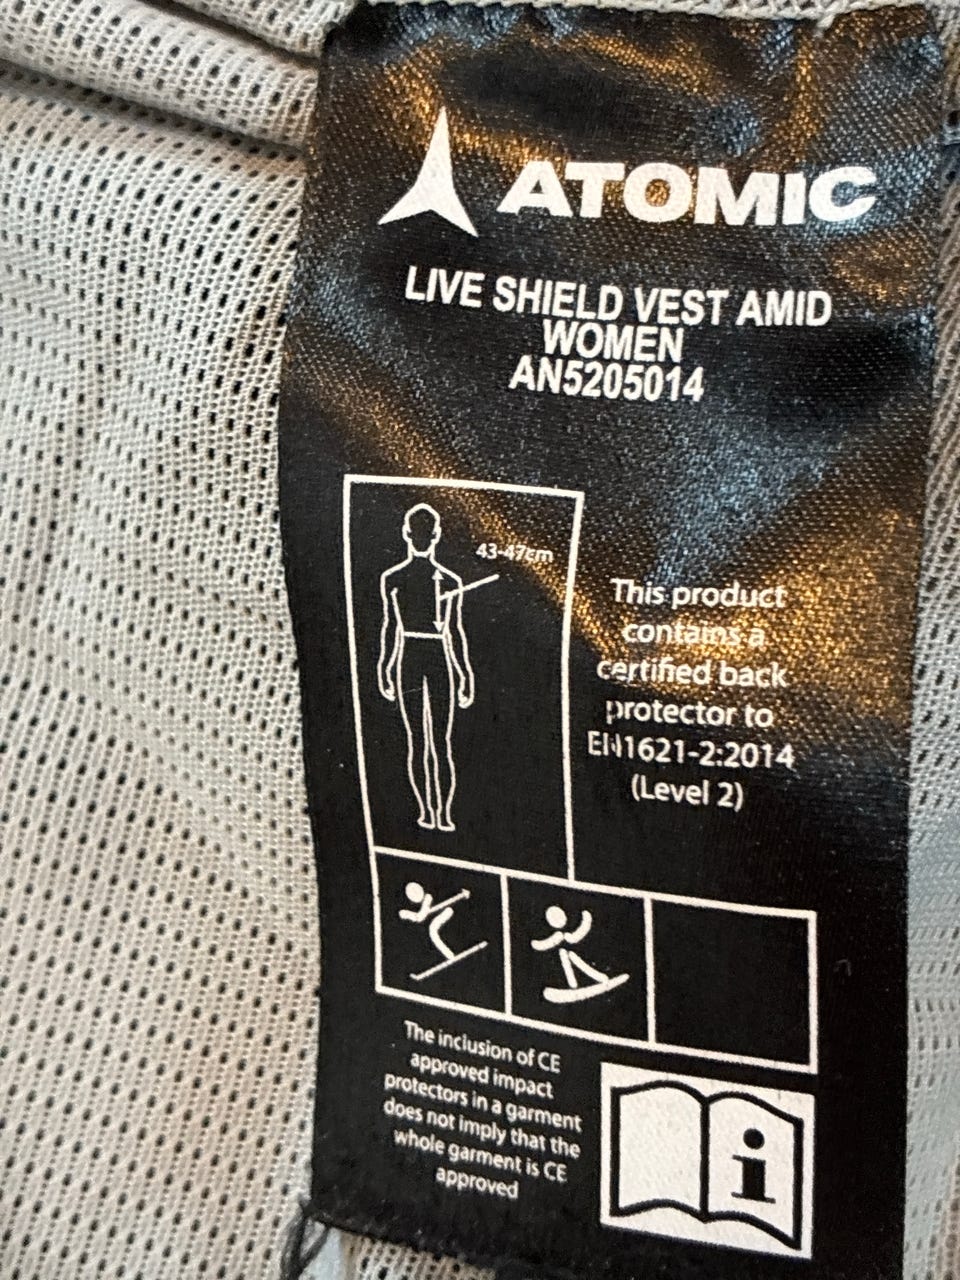 ATOMIC
LIVE SHIELD VEST AMID
WOMEN
AN5205014
43-47cm
This product
contains a
certified back
protector to
EN1621-2:2014
(Level 2)
The inclusion of CE
approved impact
protectors in a garment
does not imply that the
whole garment is CE
approved
i